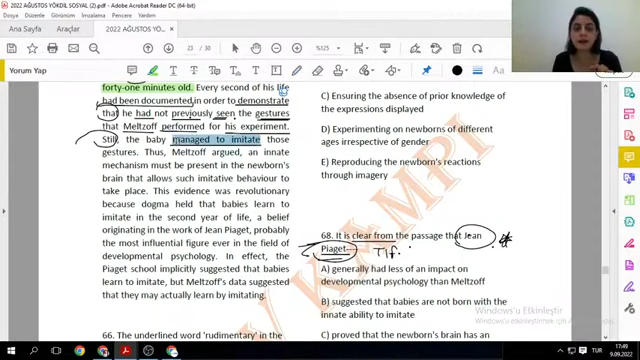 2022 AĞUSTOS YÖKDİL SOSYAL (2).pdf - Adobe Acrobat Reader DC (64-bit)
Dosya Düzenle Görünüm İmzala Pencere Yardım
Ana Sayfa Araçlar 2022 AĞUSTOS YÖ... ×
23 / 35 %125
Yorum Yap
forty-one minutes old. Every second of his life
had been documented in order to demonstrate
that he had not previously seen the gestures
that Meltzoff performed for his experiment.
Still, the baby managed to imitate those
gestures. Thus, Meltzoff argued, an innate
mechanism must be present in the newborn's
brain that allows such imitative behaviour to
take place. This evidence was revolutionary
because dogma held that babies learn to
imitate in the second year of life, a belief
originating in the work of Jean Piaget,
probably the most influential figure ever in the field of
developmental psychology. In effect, the
Piaget school implicitly suggested that babies
learn to imitate, but Meltzoff's data suggested
that they may actually learn by imitating.
66. The underlined word 'rudimentary' in the
C) Ensuring the absence of prior knowledge of
the expressions displayed
D) Experimenting on newborns of different
ages irrespective of gender
E) Reproducing the newborn's reactions
through imagery
68. It is clear from the passage that Jean
Piaget ----.
A) generally had less of an impact on
developmental psychology than Meltzoff
B) suggested that babies are not born with the
innate ability to imitate
C) proved that the newborn's brain has an
KAMPI
Windows'u Etkinleştir
TUR
17:49
9.09.2022